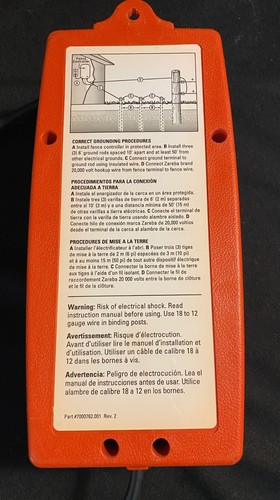 Fence
Controller
CORRECT GROUNDING PROCEDURES
A Install fence controller in protected area. B Install three
(3) 6' ground rods spaced 10' apart and at least 50' from
other electrical grounds. C Connect ground terminal to
ground rod using insulated wire. D Connect Zareba brand
20,000 volt hookup wire from fence terminal to fence wire.
PROCEDIMIENTOS PARA LA CONEXIÓN
ADECUADA A TIERRA
A Instale el energizador de la cerca en un área protegida.
B Instale tres (3) varillas de tierra de 6' (2 m) separadas
entre sí 10' (3 m) y a una distancia mínima de 50' (15 m)
de otras varillas a tierra eléctricas. C Conecte el terminal de
tierra con la varilla de tierra usando alambre aislado. D
Conecte hilo de conexión marca Zareba de 20,000 voltios
desde el terminal de la cerca al alambre de la cerca.
PROCEDURES DE MISE A LA TERRE
A Installer l'électrificateur à l'abri. B Poser trois (3) tiges
de mise à la terre de 2 m (6 pi) espacées de 3 m (10 pi)
et à au moins 15 m (50 pi) de tout autre dispositif électrique
de mise à la terre. C Connecter la borne de mise à la terre
aux tiges à l'aide d'un fil isolant. D Connecter le fil de
raccordement Zareba 20 000 volts entre la borne de clôture
et le fil de la clôture.
Warning: Risk of electrical shock. Read
instruction manual before using. Use 18 to 12
gauge wire in binding posts.
Avertissement: Risque d'électrocution.
Avant d'utiliser lire le manuel d'installation et
d'utilisation. Utiliser un câble de calibre 18 à
12 dans les bornes à vis.
Advertencia: Peligro de electrocución. Lea el
manual de instrucciones antes de usar. Utilice
alambre de calibre 18 a 12 en los bornes.
Part #7000762.001 Rev. 2